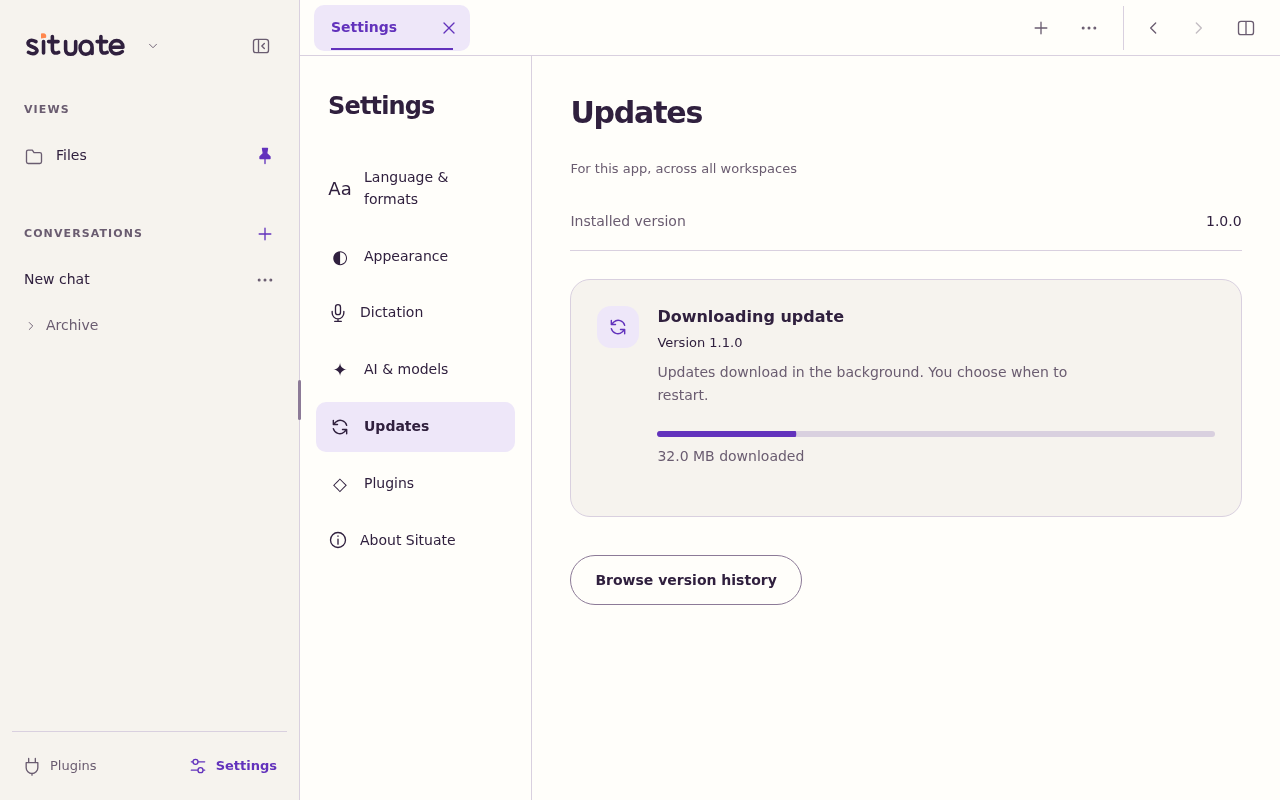 situate
VIEWS
Files
CONVERSATIONS
New chat
Archive
Plugins
Settings
Settings
Settings
Aa
Language &
formats
Appearance
Dictation
AI & models
Updates
Plugins
About Situate
Updates
For this app, across all workspaces
Installed version 1.0.0
Downloading update
Version 1.1.0
Updates download in the background. You choose when to
restart.
32.0 MB downloaded
Browse version history